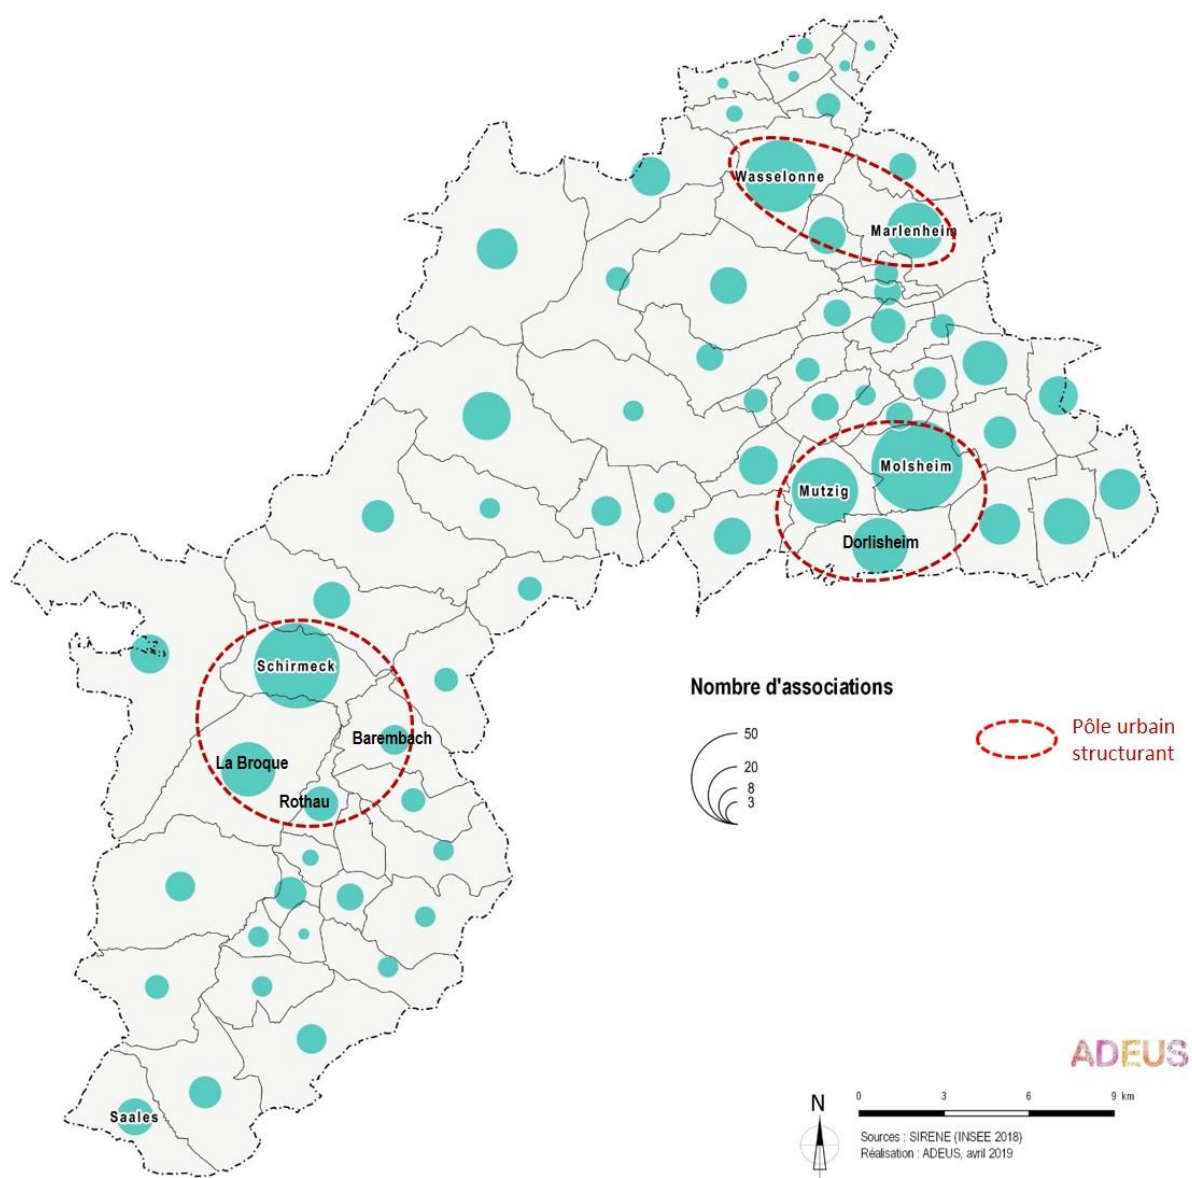 Wasselonne
Marlenheim
Molsheim
Mutzig
Dorlisheim
Schirmeck
Barembach
La Broque
Rothau
Saales
Nombre d'associations
50
20
8
3
Pôle urbain
structurant
ADEUS
N
0 3 6 9 km
Sources : SIRENE (INSEE 2018)
Réalisation : ADEUS, avril 2019